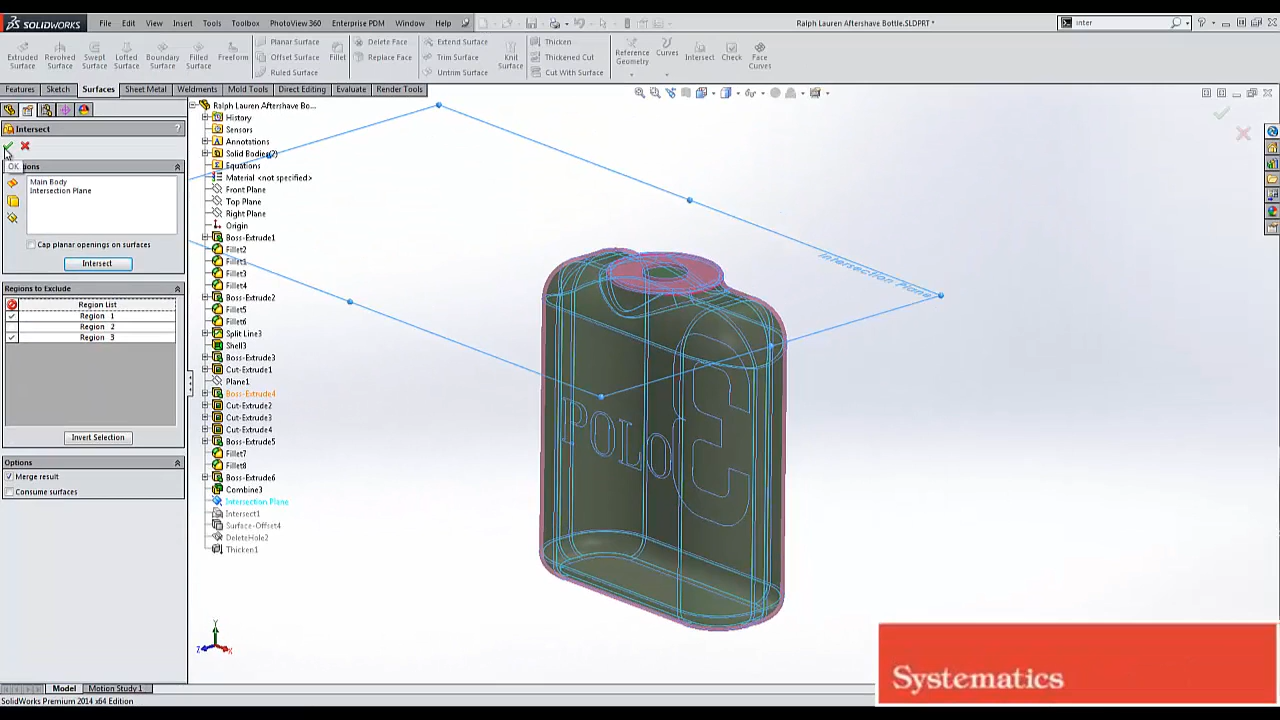 SOLIDWORKS File Edit View Insert Tools Toolbox PhotoView 360 Enterprise PDM Window Help Ralph Lauren Aftershave Bottle.SLDPRT * inter
Extruded Surface Revolved Surface Swept Surface Lofted Surface Boundary Surface Filled Surface Freeform Planar Surface Offset Surface Ruled Surface Fillet Delete Face Replace Face Extend Surface Trim Surface Untrim Surface Knit Surface Thicken Thickened Cut Cut With Surface Reference Geometry Curves Intersect Check Face Curves
Features Sketch Surfaces Sheet Metal Weldments Mold Tools Direct Editing Evaluate Render Tools
Intersect ?
OK
ions
Main Body
Intersection Plane
Cap planar openings on surfaces
Intersect
Regions to Exclude
Region List
Region 1
Region 2
Region 3
Invert Selection
Options
Merge result
Consume surfaces
Ralph Lauren Aftershave Bo...
History
Sensors
Annotations
Solid Bodies(2)
Equations
Material <not specified>
Front Plane
Top Plane
Right Plane
Origin
Boss-Extrude1
Fillet2
Fillet1
Fillet3
Fillet4
Boss-Extrude2
Fillet5
Fillet6
Split Line3
Shell3
Boss-Extrude3
Cut-Extrude1
Plane1
Boss-Extrude4
Cut-Extrude2
Cut-Extrude3
Cut-Extrude4
Boss-Extrude5
Fillet7
Fillet8
Boss-Extrude6
Combine3
Intersection Plane
Intersect1
Surface-Offset4
DeleteHole2
Thicken1
Intersection Plane
POLO
Y
Z
X
Systematics
Model Motion Study 1
SolidWorks Premium 2014 x64 Edition